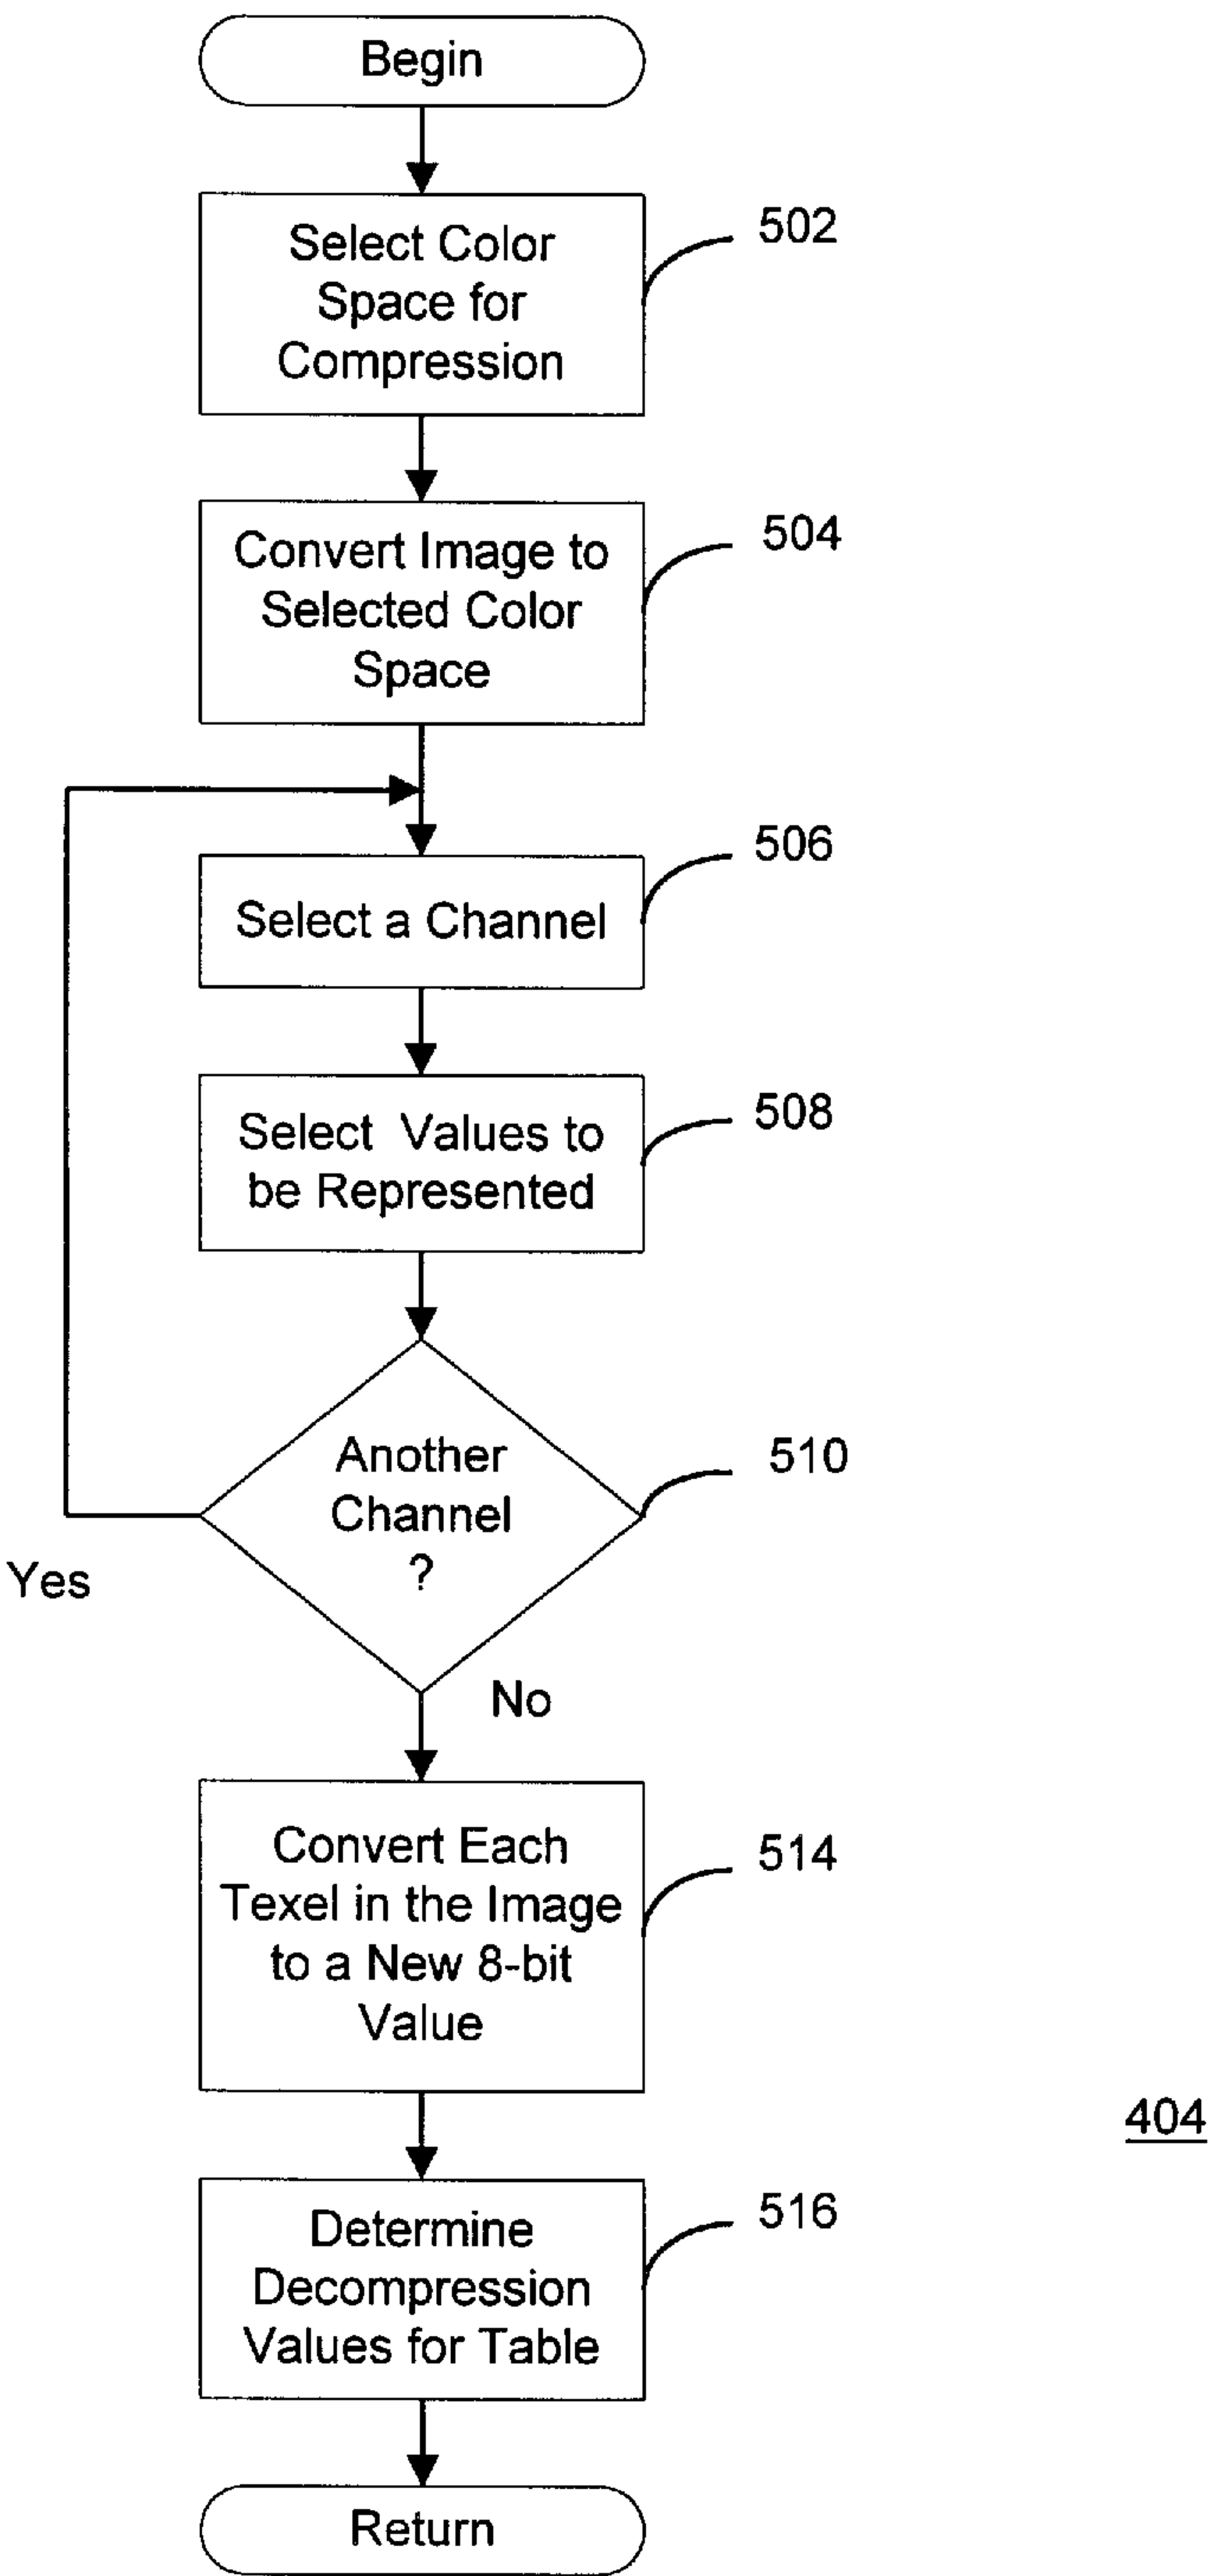 Begin
Select Color
Space for
Compression
502
Convert Image to
Selected Color
Space
504
Select a Channel
506
Select Values to
be Represented
508
Another
Channel
?
510
Yes
No
Convert Each
Texel in the Image
to a New 8-bit
Value
514
404
Determine
Decompression
Values for Table
516
Return